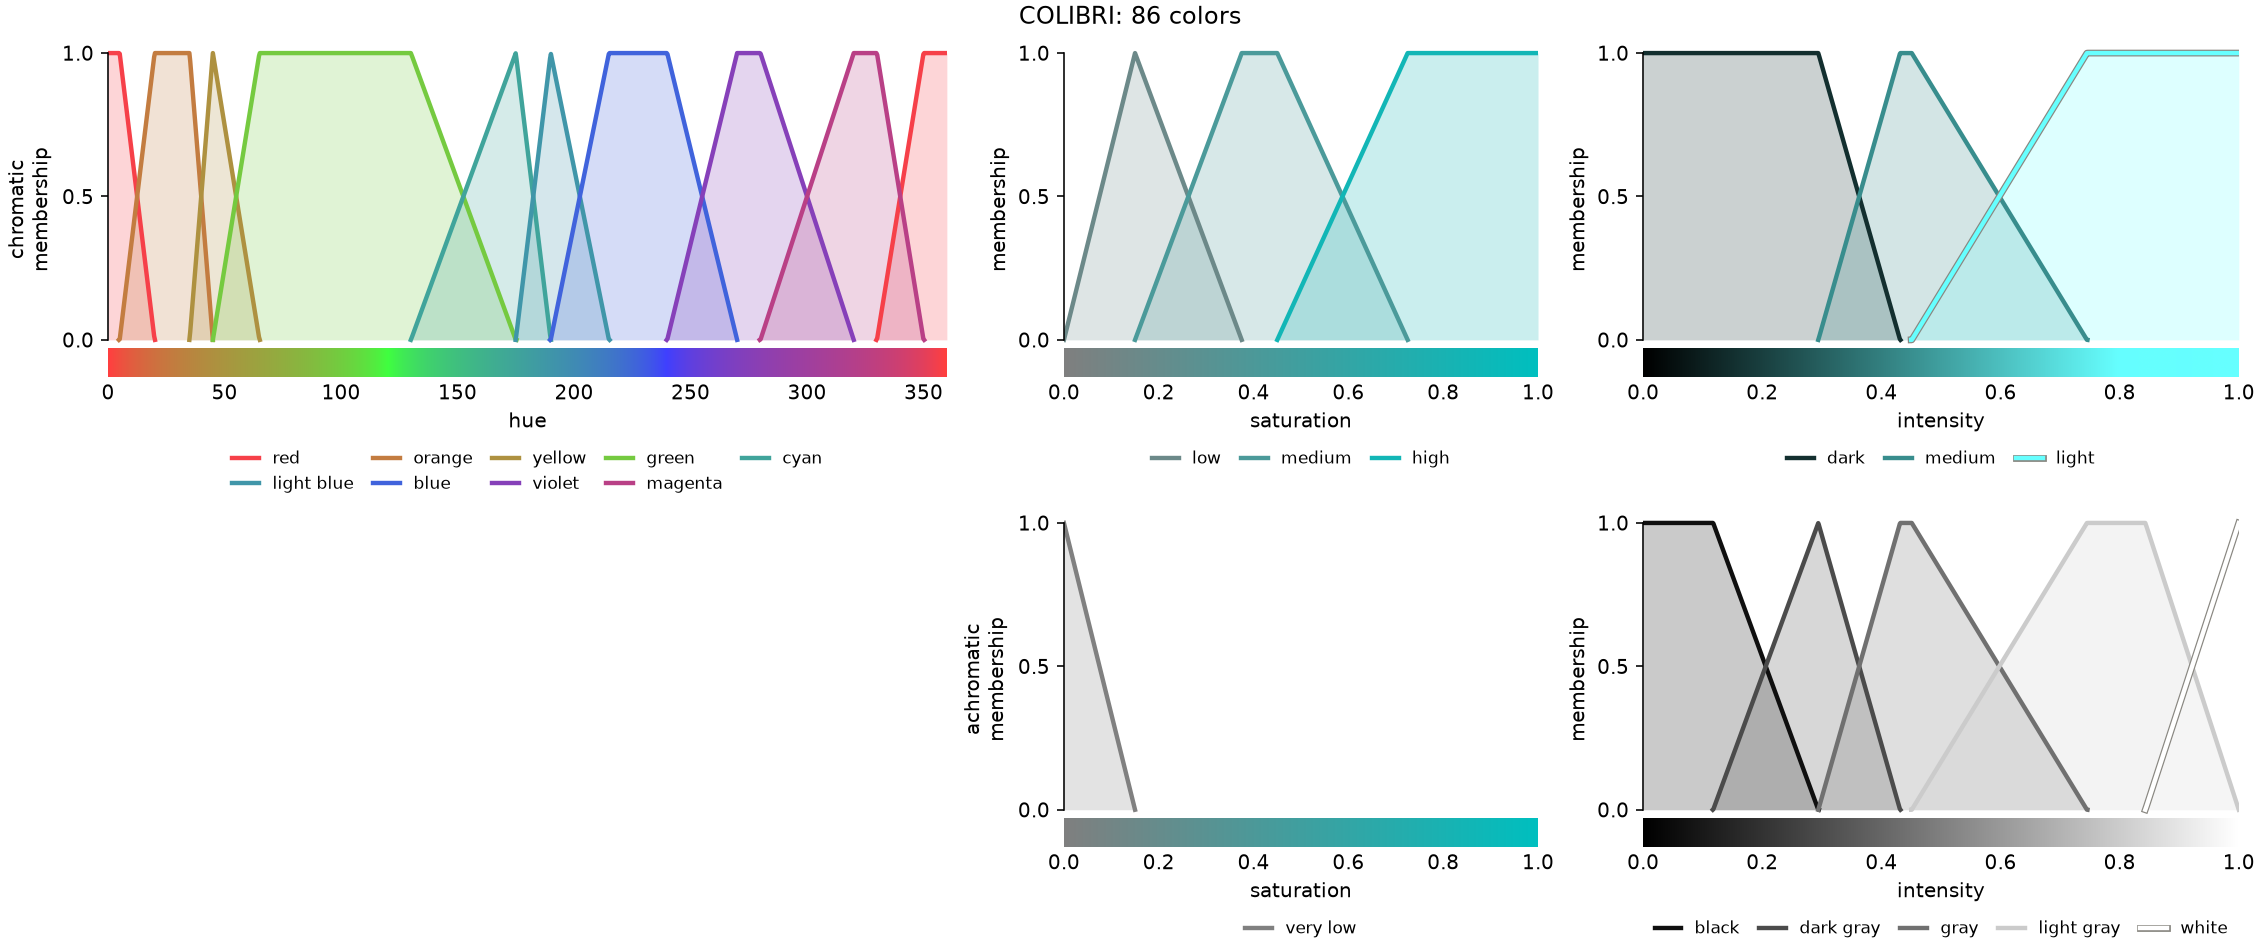 COLIBRI: 86 colors
chromatic
membership
1.0
0.5
0.0
0 50 100 150 200 250 300 350
hue
red orange yellow green cyan
light blue blue violet magenta
membership
1.0
0.5
0.0
0.0 0.2 0.4 0.6 0.8 1.0
saturation
low medium high
membership
1.0
0.5
0.0
0.0 0.2 0.4 0.6 0.8 1.0
intensity
dark medium light
achromatic
membership
1.0
0.5
0.0
0.0 0.2 0.4 0.6 0.8 1.0
saturation
very low
membership
1.0
0.5
0.0
0.0 0.2 0.4 0.6 0.8 1.0
intensity
black dark gray gray light gray white